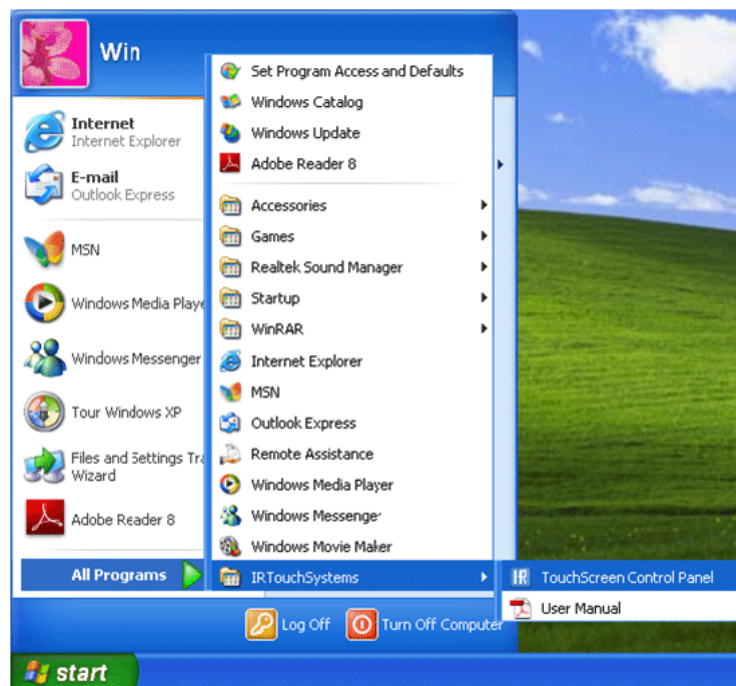 Win
Internet
Internet Explorer
E-mail
Outlook Express
MSN
Windows Media Playe
Windows Messenger
Tour Windows XP
Files and Settings Tra
Wizard
Adobe Reader 8
All Programs
Set Program Access and Defaults
Windows Catalog
Windows Update
Adobe Reader 8
Accessories
Games
Realtek Sound Manager
Startup
WinRAR
Internet Explorer
MSN
Outlook Express
Remote Assistance
Windows Media Player
Windows Messenger
Windows Movie Maker
IRTouchSystems
TouchScreen Control Panel
User Manual
Log Off
Turn Off Computer
start